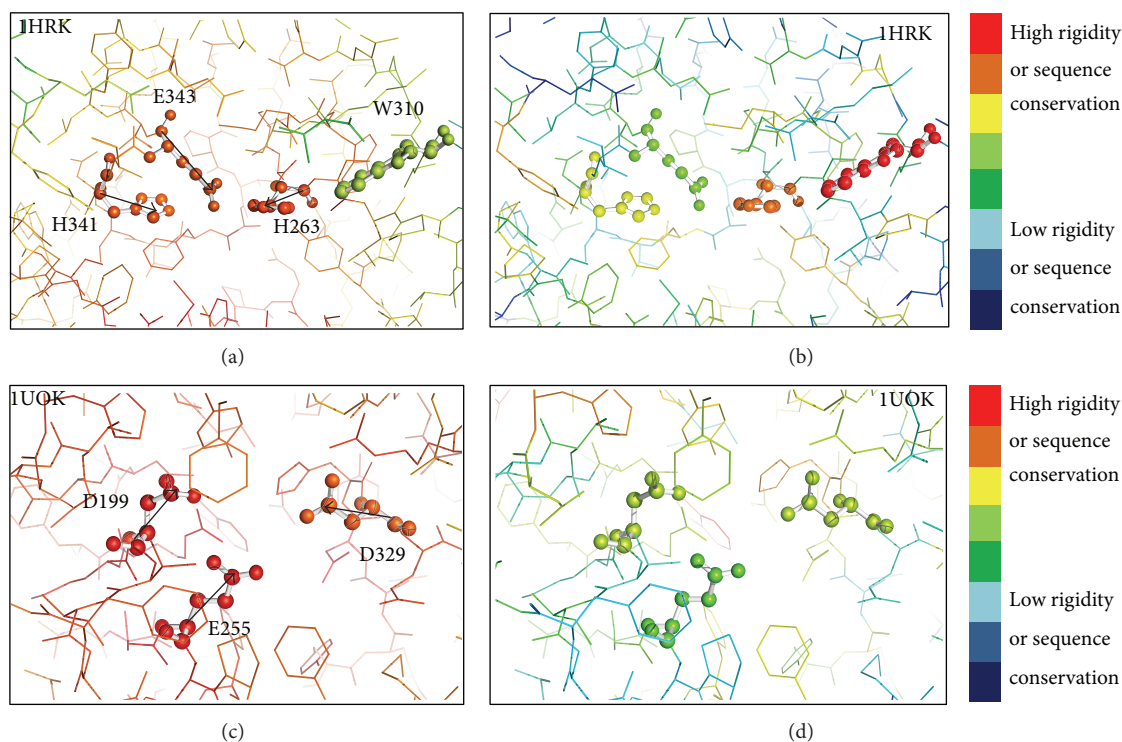 1HRK
E343
W310
H341
H263
(a)
1HRK
(b)
High rigidity
or sequence
conservation
Low rigidity
or sequence
conservation
1UOK
D199
D329
E255
(c)
1UOK
(d)
High rigidity
or sequence
conservation
Low rigidity
or sequence
conservation